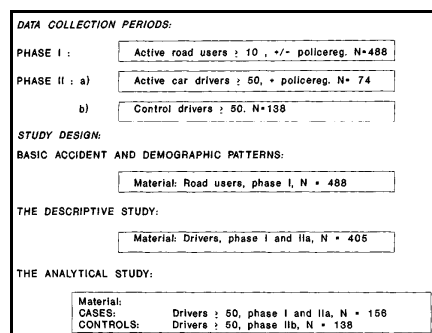 DATA COLLECTION PERIODS:
PHASE I : Active road users ≥ 10 , +/- policereg. N=488
PHASE II : a) Active car drivers ≥ 50, + policereg. N= 74
b) Control drivers ≥ 50. N=138
STUDY DESIGN:
BASIC ACCIDENT AND DEMOGRAPHIC PATTERNS:
Material: Road users, phase I, N = 488
THE DESCRIPTIVE STUDY:
Material: Drivers, phase I and IIa, N = 405
THE ANALYTICAL STUDY:
Material:
CASES: Drivers ≥ 50, phase I and IIa, N = 156
CONTROLS: Drivers ≥ 50, phase IIb, N = 138